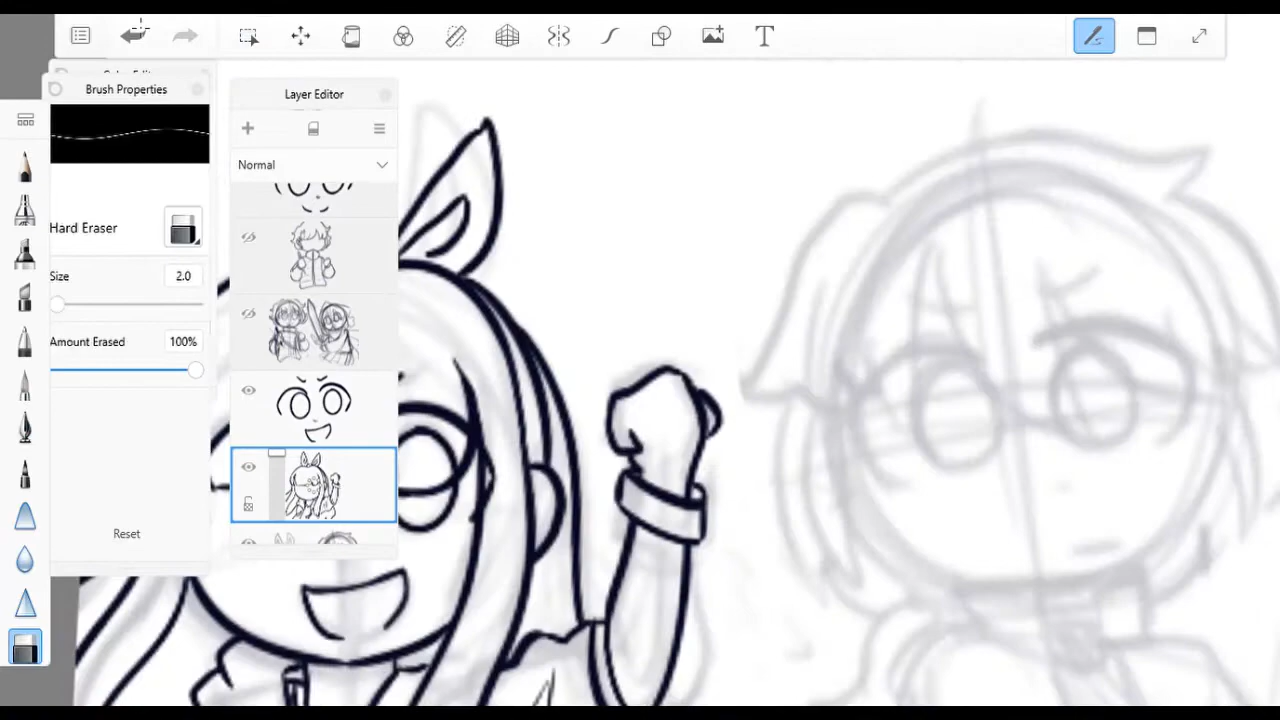 T
Brush Properties
Layer Editor
Normal
Hard Eraser
Size
2.0
Amount Erased
100%
Reset